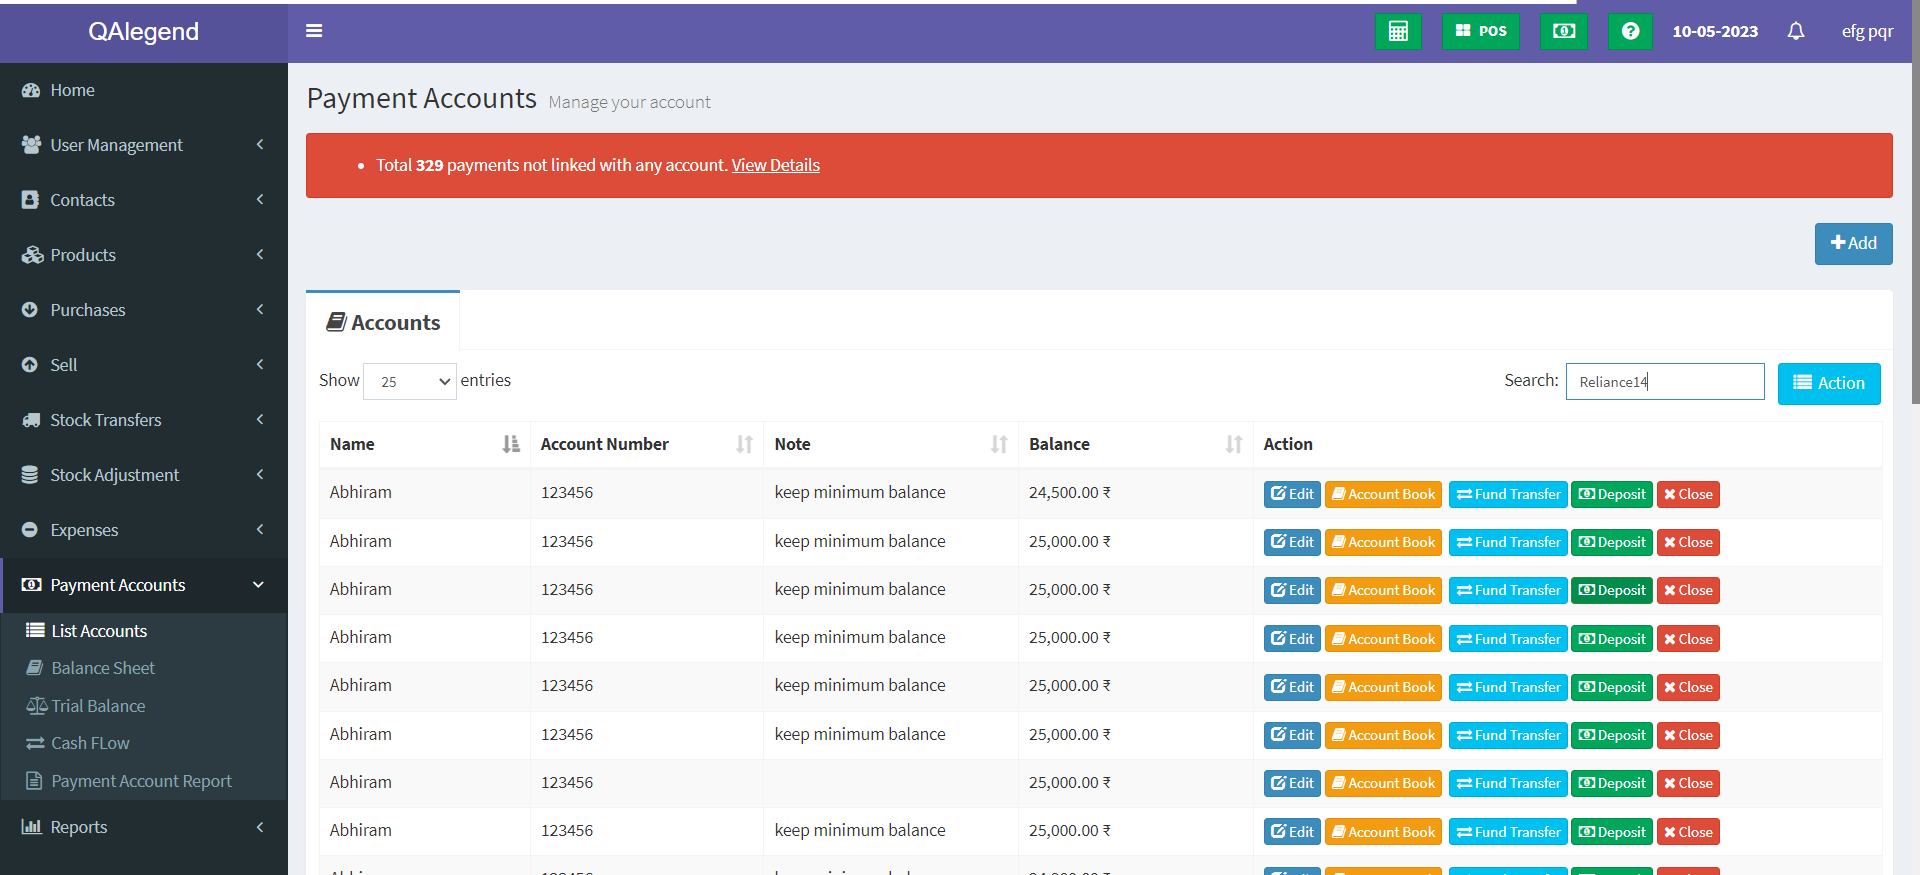 QAlegend
POS
10-05-2023
efg pqr
Home
User Management
Contacts
Products
Purchases
Sell
Stock Transfers
Stock Adjustment
Expenses
Payment Accounts
List Accounts
Balance Sheet
Trial Balance
Cash FLow
Payment Account Report
Reports
Payment Accounts Manage your account
Total 329 payments not linked with any account. View Details
Add
Accounts
Show 25 entries
Search: Reliance14
Action
Name Account Number Note Balance Action
Abhiram 123456 keep minimum balance 24,500.00 ₹ Edit Account Book Fund Transfer Deposit Close
Abhiram 123456 keep minimum balance 25,000.00 ₹ Edit Account Book Fund Transfer Deposit Close
Abhiram 123456 keep minimum balance 25,000.00 ₹ Edit Account Book Fund Transfer Deposit Close
Abhiram 123456 keep minimum balance 25,000.00 ₹ Edit Account Book Fund Transfer Deposit Close
Abhiram 123456 keep minimum balance 25,000.00 ₹ Edit Account Book Fund Transfer Deposit Close
Abhiram 123456 keep minimum balance 25,000.00 ₹ Edit Account Book Fund Transfer Deposit Close
Abhiram 123456 25,000.00 ₹ Edit Account Book Fund Transfer Deposit Close
Abhiram 123456 keep minimum balance 25,000.00 ₹ Edit Account Book Fund Transfer Deposit Close